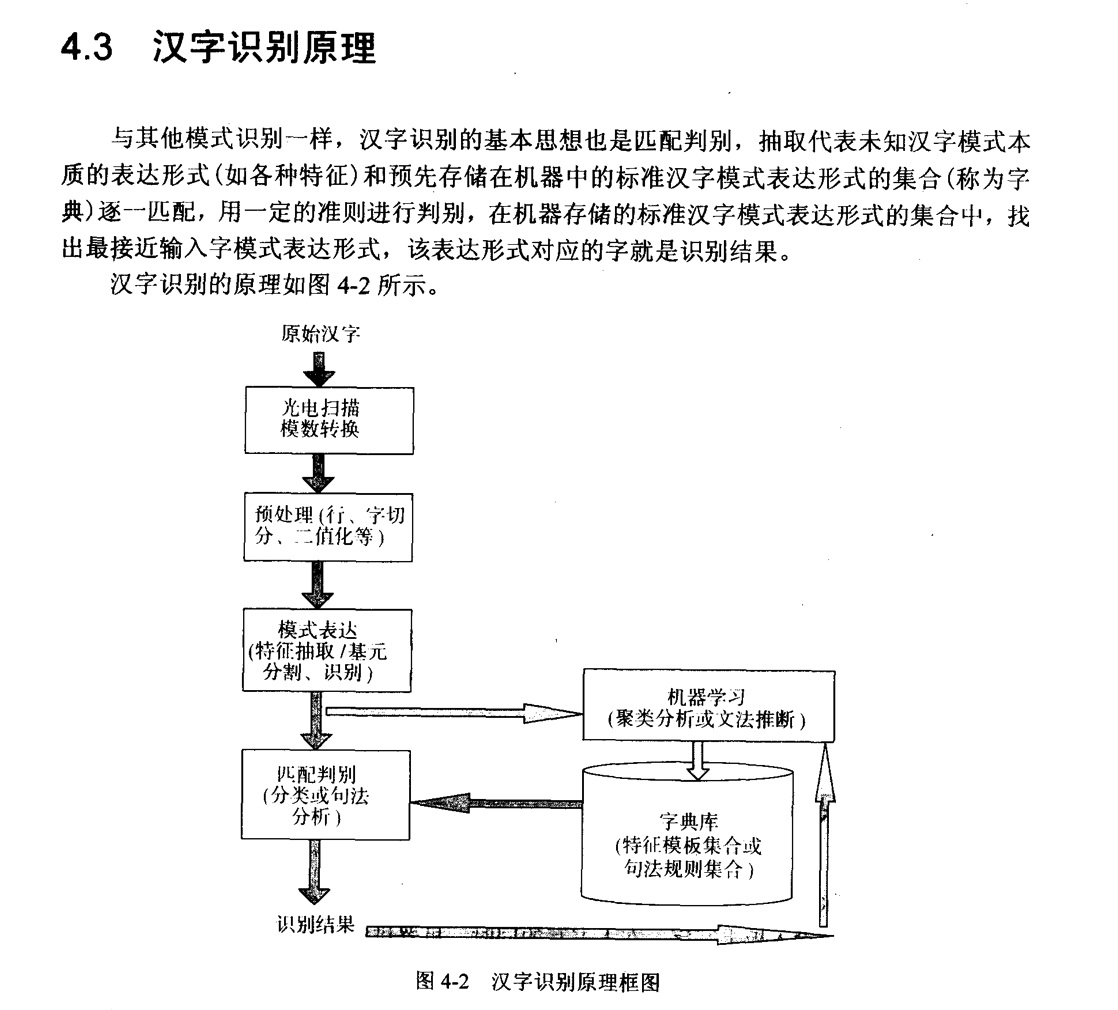 4.3 汉字识别原理
与其他模式识别一样，汉字识别的基本思想也是匹配判别，抽取代表未知汉字模式本
质的表达形式(如各种特征)和预先存储在机器中的标准汉字模式表达形式的集合(称为字
典)逐一匹配，用一定的准则进行判别，在机器存储的标准汉字模式表达形式的集合中，找
出最接近输入字模式表达形式，该表达形式对应的字就是识别结果。
汉字识别的原理如图 4-2 所示。
原始汉字
光电扫描
模数转换
预处理(行、字切
分、二值化等)
模式表达
(特征抽取/基元
分割、识别)
机器学习
(聚类分析或文法推断)
匹配判别
(分类或句法
分析)
字典库
(特征模板集合或
句法规则集合)
识别结果
图 4-2 汉字识别原理框图